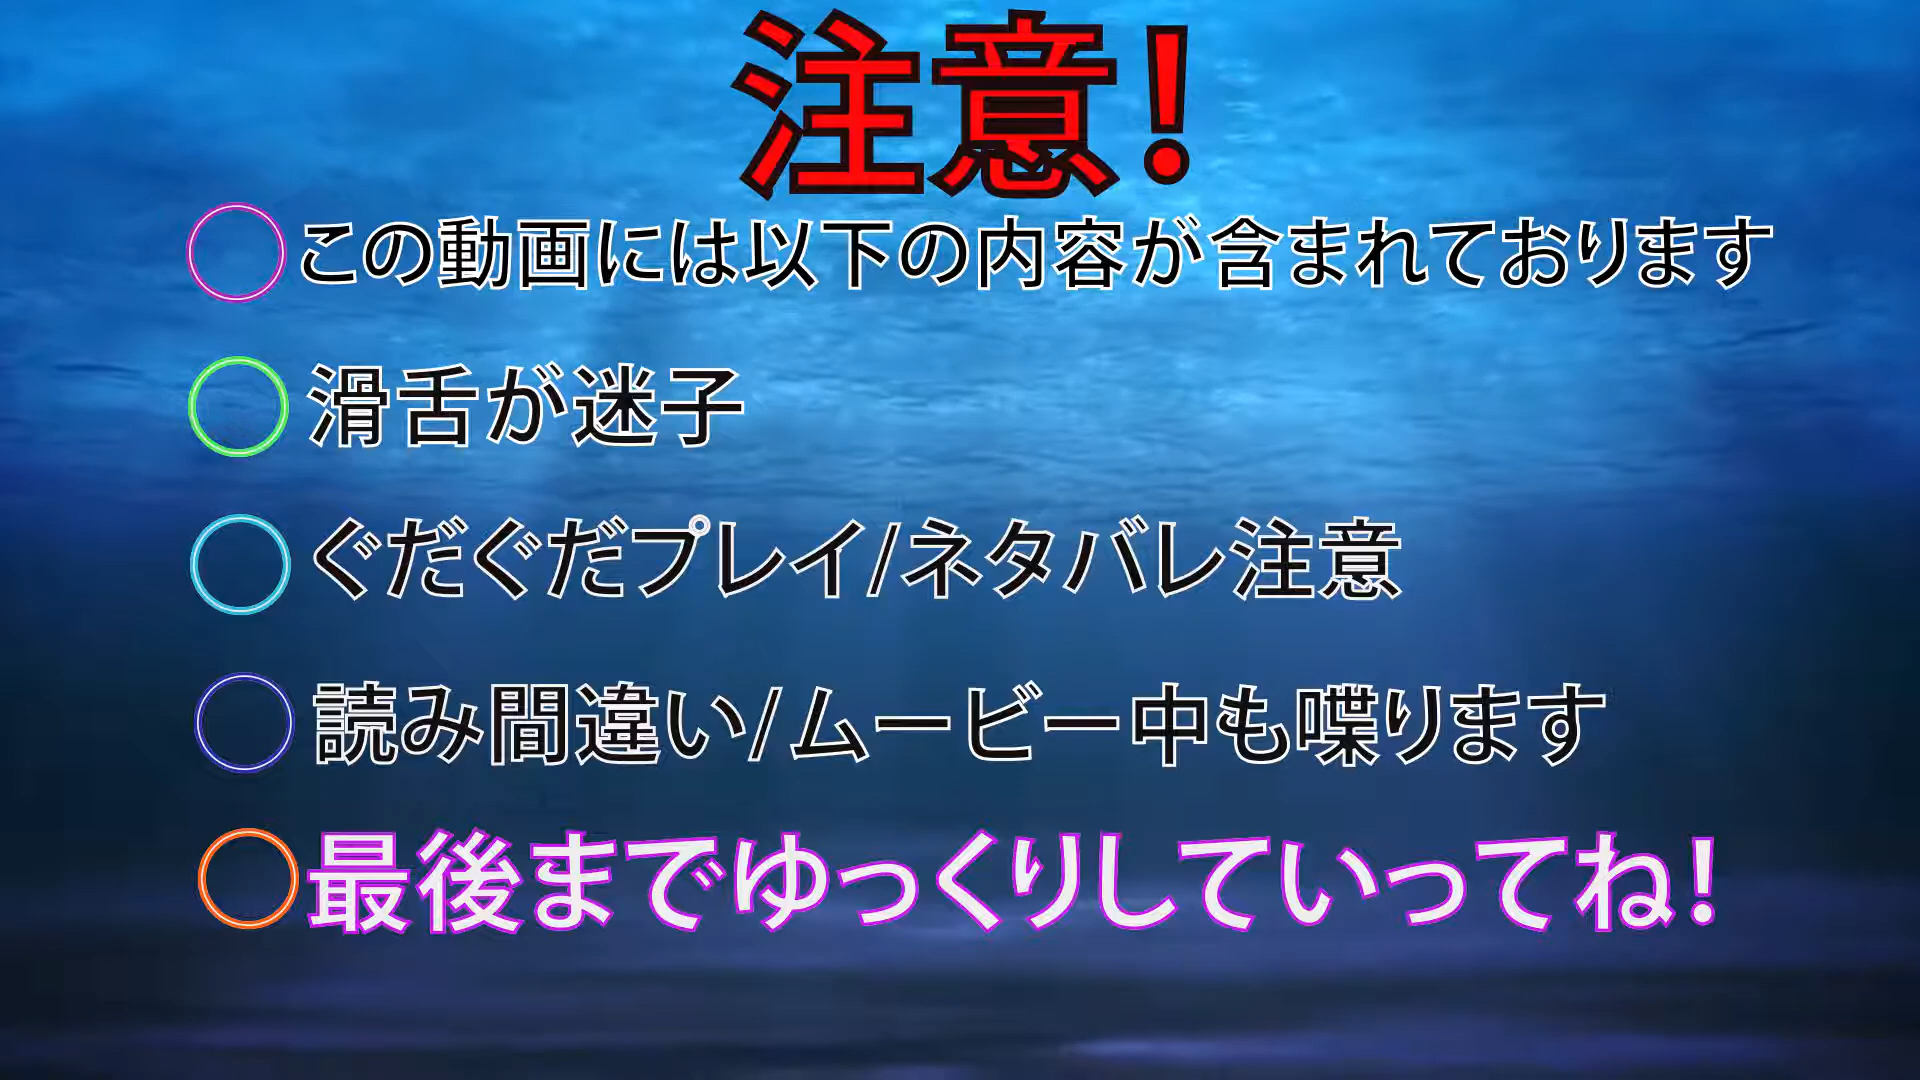 注意!
この動画には以下の内容が含まれております
滑舌が迷子
ぐだぐだプレイ/ネタバレ注意
読み間違い/ムービー中も喋ります
最後までゆっくりしていってね!